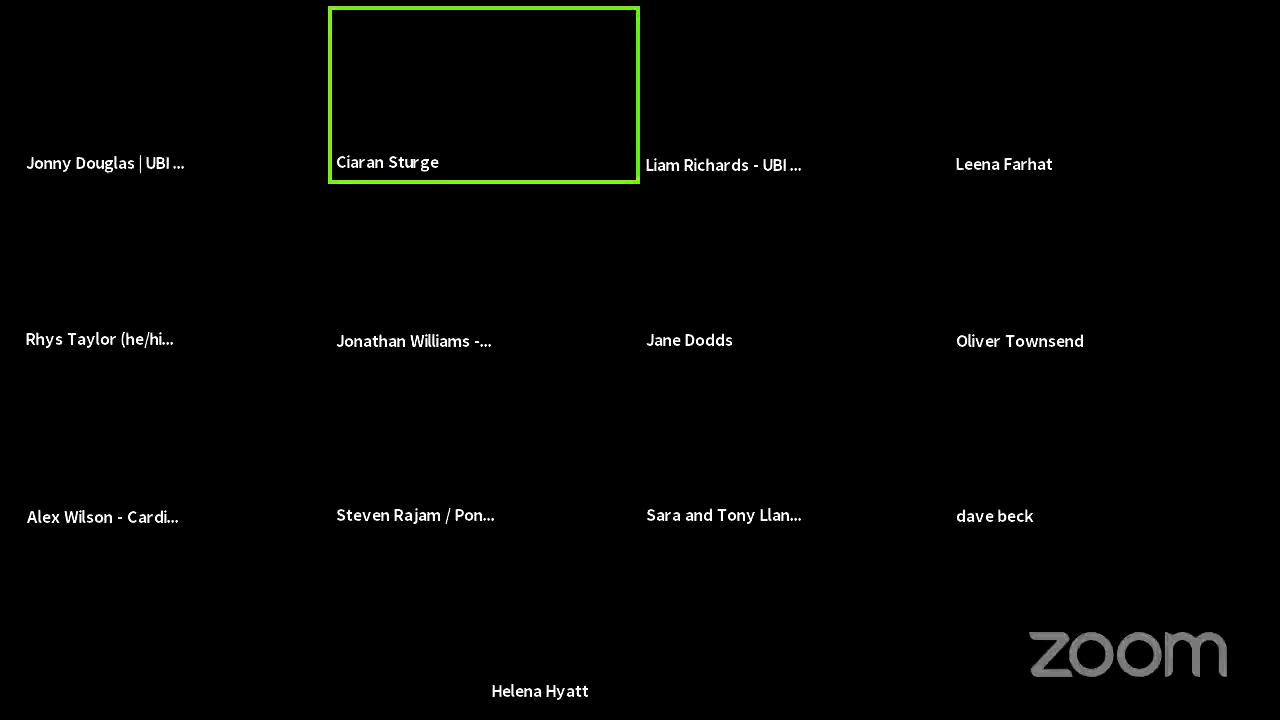 Jonny Douglas | UBI ...
Ciaran Sturge
Liam Richards - UBI ...
Leena Farhat
Rhys Taylor (he/hi...
Jonathan Williams -...
Jane Dodds
Oliver Townsend
Alex Wilson - Cardi...
Steven Rajam / Pon...
Sara and Tony Llan...
dave beck
Helena Hyatt
zoom